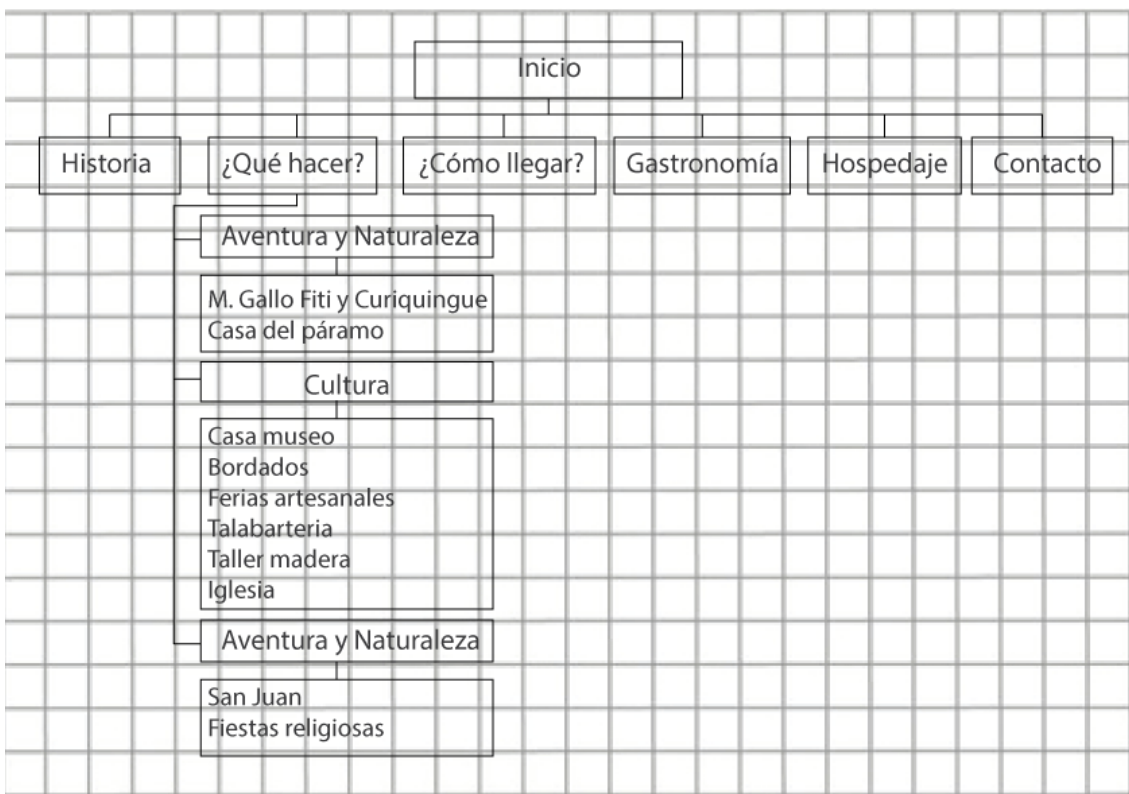 Inicio
Historia
¿Qué hacer?
¿Cómo llegar?
Gastronomía
Hospedaje
Contacto
Aventura y Naturaleza
M. Gallo Fiti y Curiquingue
Casa del páramo
Cultura
Casa museo
Bordados
Ferias artesanales
Talabarteria
Taller madera
Iglesia
Aventura y Naturaleza
San Juan
Fiestas religiosas